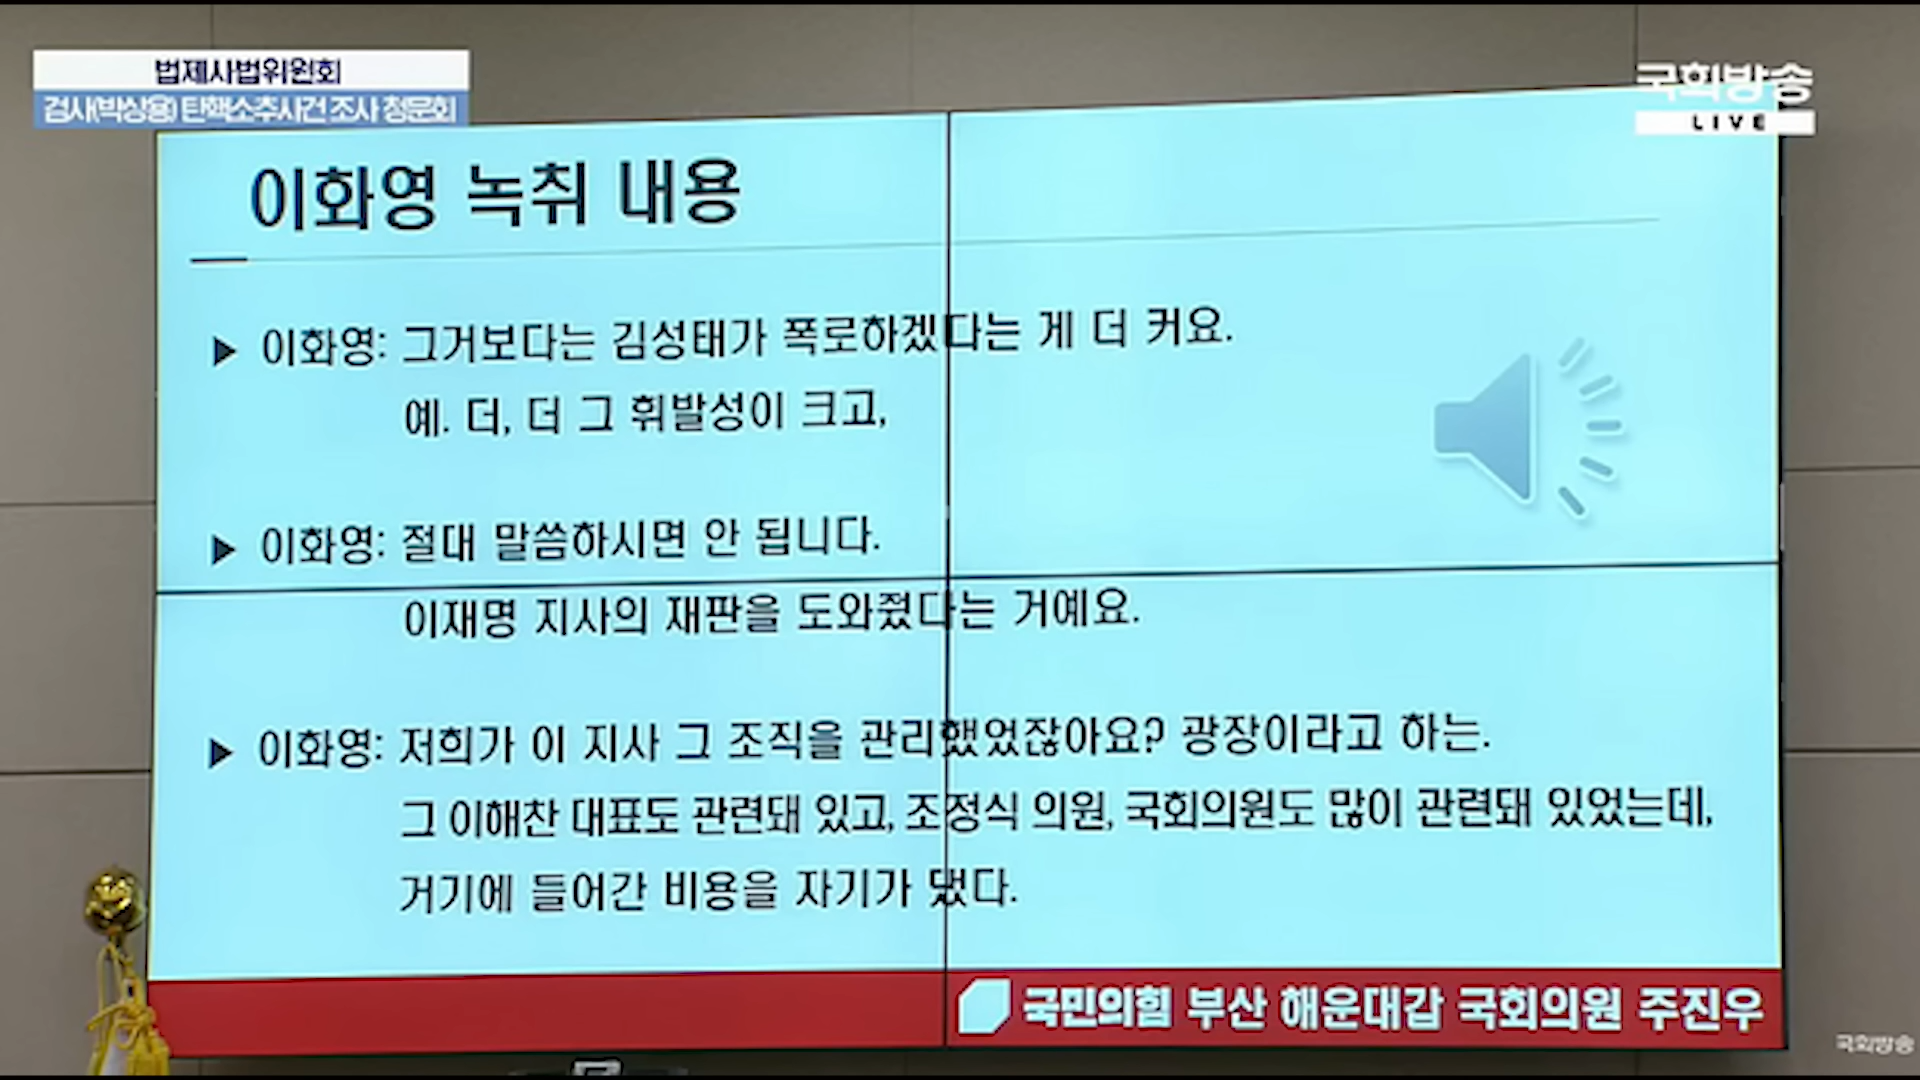 법제사법위원회
검사(박상용) 탄핵소추사건 조사 청문회
국회방송
LIVE
이화영 녹취 내용
▶ 이화영: 그거보다는 김성태가 폭로하겠다는 게 더 커요.
예. 더, 더 그 휘발성이 크고,
▶ 이화영: 절대 말씀하시면 안 됩니다.
이재명 지사의 재판을 도와줬다는 거예요.
▶ 이화영: 저희가 이 지사 그 조직을 관리했었잖아요? 광장이라고 하는.
그 이해찬 대표도 관련돼 있고, 조정식 의원, 국회의원도 많이 관련돼 있었는데,
거기에 들어간 비용을 자기가 댔다.
국민의힘 부산 해운대갑 국회의원 주진우
국회방송